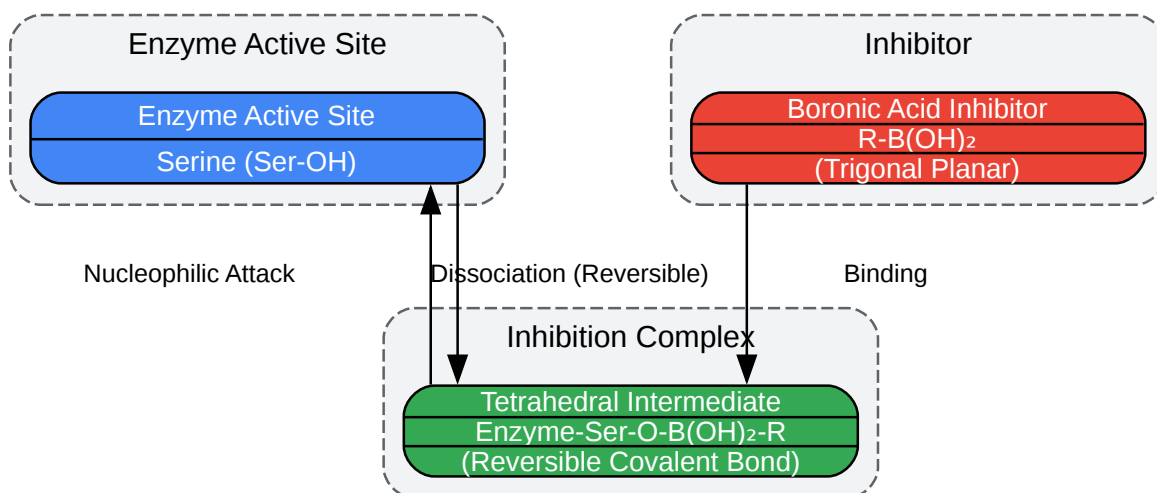 Enzyme Active Site
Inhibitor
Enzyme Active Site
Serine (Ser-OH)
Boronic Acid Inhibitor
R-B(OH)₂
(Trigonal Planar)
Nucleophilic Attack
Dissociation (Reversible)
Binding
Inhibition Complex
Tetrahedral Intermediate
Enzyme-Ser-O-B(OH)₂-R
(Reversible Covalent Bond)